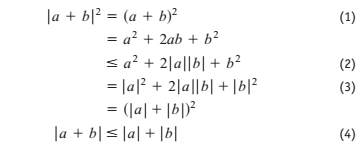 |a + b|² = (a + b)² (1)
= a² + 2ab + b²
≤ a² + 2|a||b| + b² (2)
= |a|² + 2|a||b| + |b|² (3)
= (|a| + |b|)²
|a + b| ≤ |a| + |b| (4)